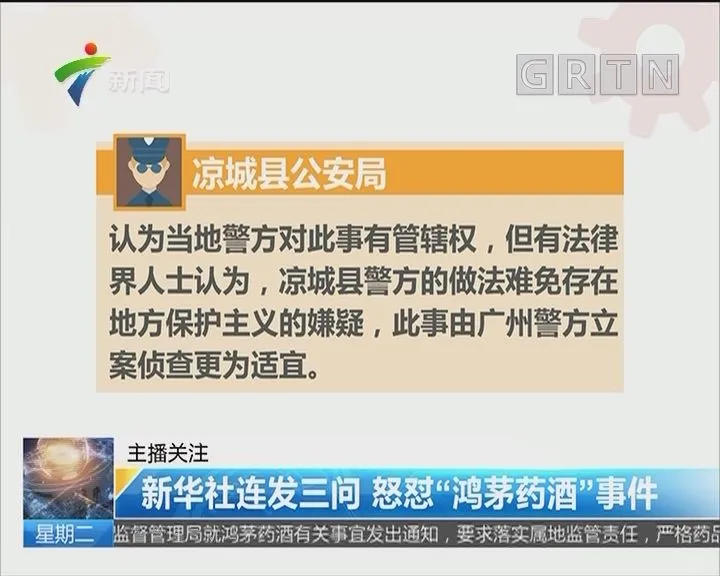 新闻
GRTN
凉城县公安局
认为当地警方对此事有管辖权，但有法律
界人士认为，凉城县警方的做法难免存在
地方保护主义的嫌疑，此事由广州警方立
案侦查更为适宜。
主播关注
新华社连发三问 怒怼“鸿茅药酒”事件
星期二
监督管理局就鸿茅药酒有关事宜发出通知，要求落实属地监管责任，严格药品